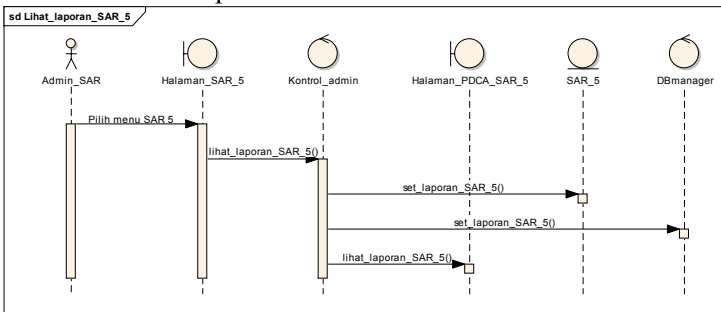 sd Lihat_laporan_SAR_5
Admin_SAR
Halaman_SAR_5
Kontrol_admin
Halaman_PDCA_SAR_5
SAR_5
DBmanager
Pilih menu SAR 5
lihat_laporan_SAR_5()
set_laporan_SAR_5()
set_laporan_SAR_5()
lihat_laporan_SAR_5()